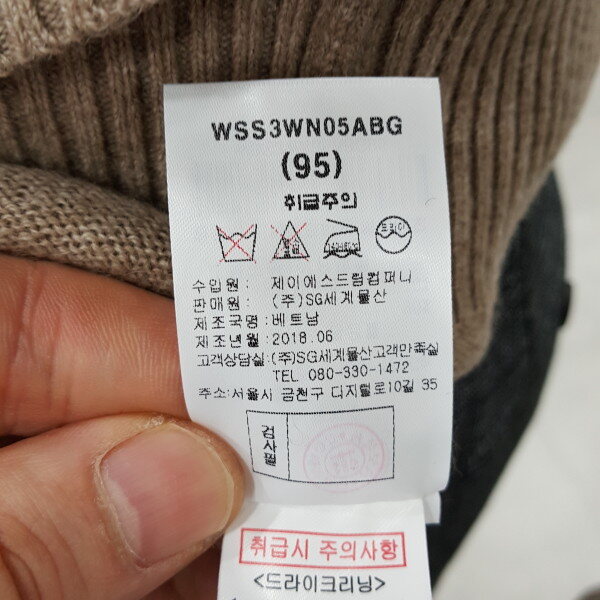 WSS3WN05ABG
(95)
취급주의
드라이
수입원: 제이에스드림컴퍼니
판매원: (주)SG세계물산
제조국명: 베트남
제조년월: 2018.06
고객상담실: (주)SG세계물산고객만족실
TEL 080-330-1472
주소: 서울시 금천구 디지털로10길 35
검사필
취급시 주의사항
<드라이크리닝>